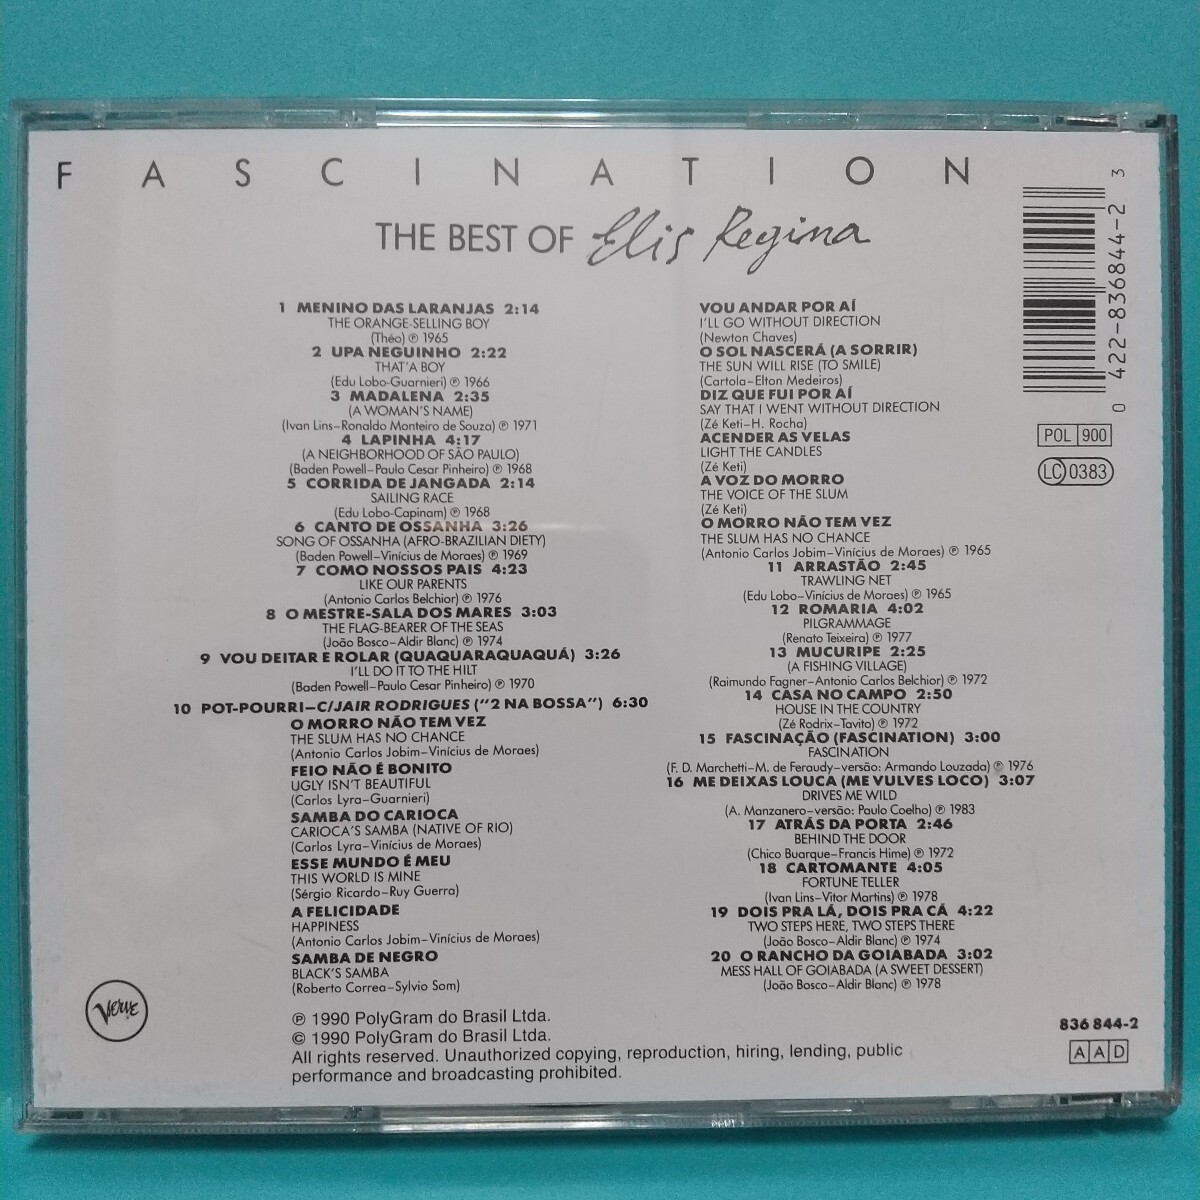 FASCINATION
THE BEST OF Elis Regina
1 MENINO DAS LARANJAS 2:14
THE ORANGE-SELLING BOY
(Théo) ℗ 1965
2 UPA NEGUINHO 2:22
THAT'A BOY
(Edu Lobo–Guarnieri) ℗ 1966
3 MADALENA 2:35
(A WOMAN'S NAME)
(Ivan Lins–Ronaldo Monteiro de Souza) ℗ 1971
4 LAPINHA 4:17
(A NEIGHBORHOOD OF SÃO PAULO)
(Baden Powell–Paulo Cesar Pinheiro) ℗ 1968
5 CORRIDA DE JANGADA 2:14
SAILING RACE
(Edu Lobo-Capinam) ℗ 1968
6 CANTO DE OSSANHA 3:26
SONG OF OSSANHA (AFRO-BRAZILIAN DIETY)
(Baden Powell–Vinícius de Moraes) ℗ 1969
7 COMO NOSSOS PAIS 4:23
LIKE OUR PARENTS
(Antonio Carlos Belchior) ℗ 1976
8 O MESTRE-SALA DOS MARES 3:03
THE FLAG-BEARER OF THE SEAS
(João Bosco–Aldir Blanc) ℗ 1974
9 VOU DEITAR E ROLAR (QUAQUARAQUAQUÁ) 3:26
I'LL DO IT TO THE HILT
(Baden Powell–Paulo Cesar Pinheiro) ℗ 1970
10 POT-POURRI–C/JAIR RODRIGUES ("2 NA BOSSA") 6:30
O MORRO NÃO TEM VEZ
THE SLUM HAS NO CHANCE
(Antonio Carlos Jobim–Vinícius de Moraes)
FEIO NÃO É BONITO
UGLY ISN'T BEAUTIFUL
(Carlos Lyra–Guarnieri)
SAMBA DO CARIOCA
CARIOCA'S SAMBA (NATIVE OF RIO)
(Carlos Lyra–Vinícius de Moraes)
ESSE MUNDO É MEU
THIS WORLD IS MINE
(Sérgio Ricardo–Ruy Guerra)
A FELICIDADE
HAPPINESS
(Antonio Carlos Jobim–Vinícius de Moraes)
SAMBA DE NEGRO
BLACK'S SAMBA
(Roberto Correa–Sylvio Som)
VOU ANDAR POR AÍ
I'LL GO WITHOUT DIRECTION
(Newton Chaves)
O SOL NASCERÁ (A SORRIR)
THE SUN WILL RISE (TO SMILE)
(Cartola–Elton Medeiros)
DIZ QUE FUI POR AÍ
SAY THAT I WENT WITHOUT DIRECTION
(Zé Keti–H. Rocha)
ACENDER AS VELAS
LIGHT THE CANDLES
(Zé Keti)
A VOZ DO MORRO
THE VOICE OF THE SLUM
(Zé Keti)
O MORRO NÃO TEM VEZ
THE SLUM HAS NO CHANCE
(Antonio Carlos Jobim–Vinícius de Moraes) ℗ 1965
11 ARRASTÃO 2:45
TRAWLING NET
(Edu Lobo–Vinícius de Moraes) ℗ 1965
12 ROMARIA 4:02
PILGRAMMAGE
(Renato Teixeira) ℗ 1977
13 MUCURIPE 2:25
(A FISHING VILLAGE)
(Raimundo Fagner–Antonio Carlos Belchior) ℗ 1972
14 CASA NO CAMPO 2:50
HOUSE IN THE COUNTRY
(Zé Rodrix–Tavito) ℗ 1972
15 FASCINAÇÃO (FASCINATION) 3:00
FASCINATION
(F. D. Marchetti–M. de Feraudy–versão: Armando Louzada) ℗ 1976
16 ME DEIXAS LOUCA (ME VULVES LOCO) 3:07
DRIVES ME WILD
(A. Manzanero–versão: Paulo Coelho) ℗ 1983
17 ATRÁS DA PORTA 2:46
BEHIND THE DOOR
(Chico Buarque–Francis Hime) ℗ 1972
18 CARTOMANTE 4:05
FORTUNE TELLER
(Ivan Lins–Vitor Martins) ℗ 1978
19 DOIS PRA LÁ, DOIS PRA CÁ 4:22
TWO STEPS HERE, TWO STEPS THERE
(João Bosco–Aldir Blanc) ℗ 1974
20 O RANCHO DA GOIABADA 3:02
MESS HALL OF GOIABADA (A SWEET DESSERT)
(João Bosco–Aldir Blanc) ℗ 1978
0 422-836844-2 3
POL 900
LC 0383
Verve
℗ 1990 PolyGram do Brasil Ltda.
© 1990 PolyGram do Brasil Ltda.
All rights reserved. Unauthorized copying, reproduction, hiring, lending, public
performance and broadcasting prohibited.
836 844-2
AAD